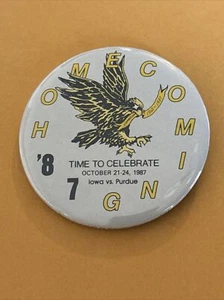 HOMECOMING
'87
TIME TO CELEBRATE
OCTOBER 21-24, 1987
Iowa vs. Purdue